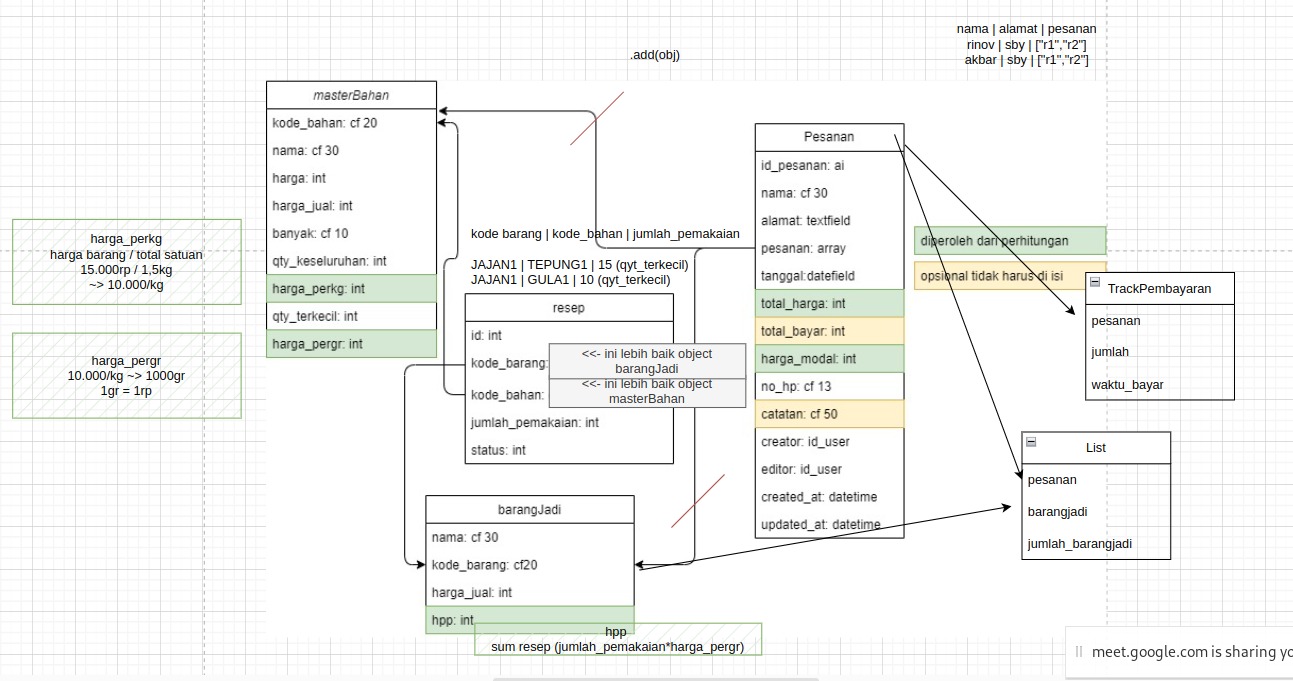 nama | alamat | pesanan
rinov | sby | ["r1","r2"]
akbar | sby | ["r1","r2"]
.add(obj)
masterBahan
kode_bahan: cf 20
nama: cf 30
harga: int
harga_jual: int
banyak: cf 10
qty_keseluruhan: int
harga_perkg: int
qty_terkecil: int
harga_pergr: int
harga_perkg
harga barang / total satuan
15.000rp / 1,5kg
~> 10.000/kg
harga_pergr
10.000/kg ~> 1000gr
1gr = 1rp
kode barang | kode_bahan | jumlah_pemakaian
JAJAN1 | TEPUNG1 | 15 (qyt_terkecil)
JAJAN1 | GULA1 | 10 (qyt_terkecil)
resep
id: int
kode_barang:
<<- ini lebih baik object
barangJadi
kode_bahan:
<<- ini lebih baik object
masterBahan
jumlah_pemakaian: int
status: int
barangJadi
nama: cf 30
kode_barang: cf20
harga_jual: int
hpp: int
hpp
sum resep (jumlah_pemakaian*harga_pergr)
Pesanan
id_pesanan: ai
nama: cf 30
alamat: textfield
pesanan: array
tanggal:datefield
total_harga: int
total_bayar: int
harga_modal: int
no_hp: cf 13
catatan: cf 50
creator: id_user
editor: id_user
created_at: datetime
updated_at: datetime
diperoleh dari perhitungan
opsional tidak harus di isi
TrackPembayaran
pesanan
jumlah
waktu_bayar
List
pesanan
barangjadi
jumlah_barangjadi
meet.google.com is sharing yo